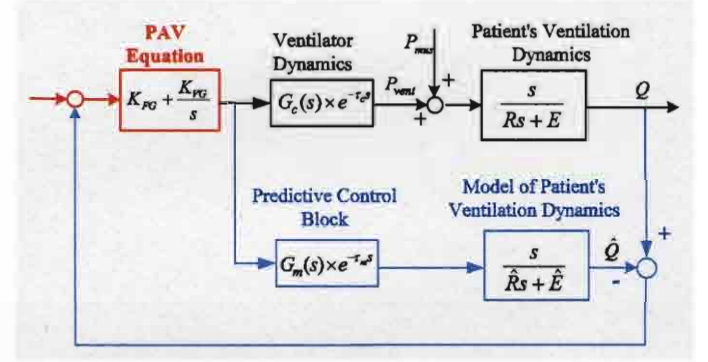 PAV
Equation
Ventilator
Dynamics
P_mus
Patient's Ventilation
Dynamics
K_FG + K_VG / s
G_c(s)×e^{-τ_c s}
P_vent
+
+
s
Rs + E
Q
Predictive Control
Block
Model of Patient's
Ventilation Dynamics
+
G_m(s)×e^{-τ_m s}
s
R̂s + Ê
Q̂
-